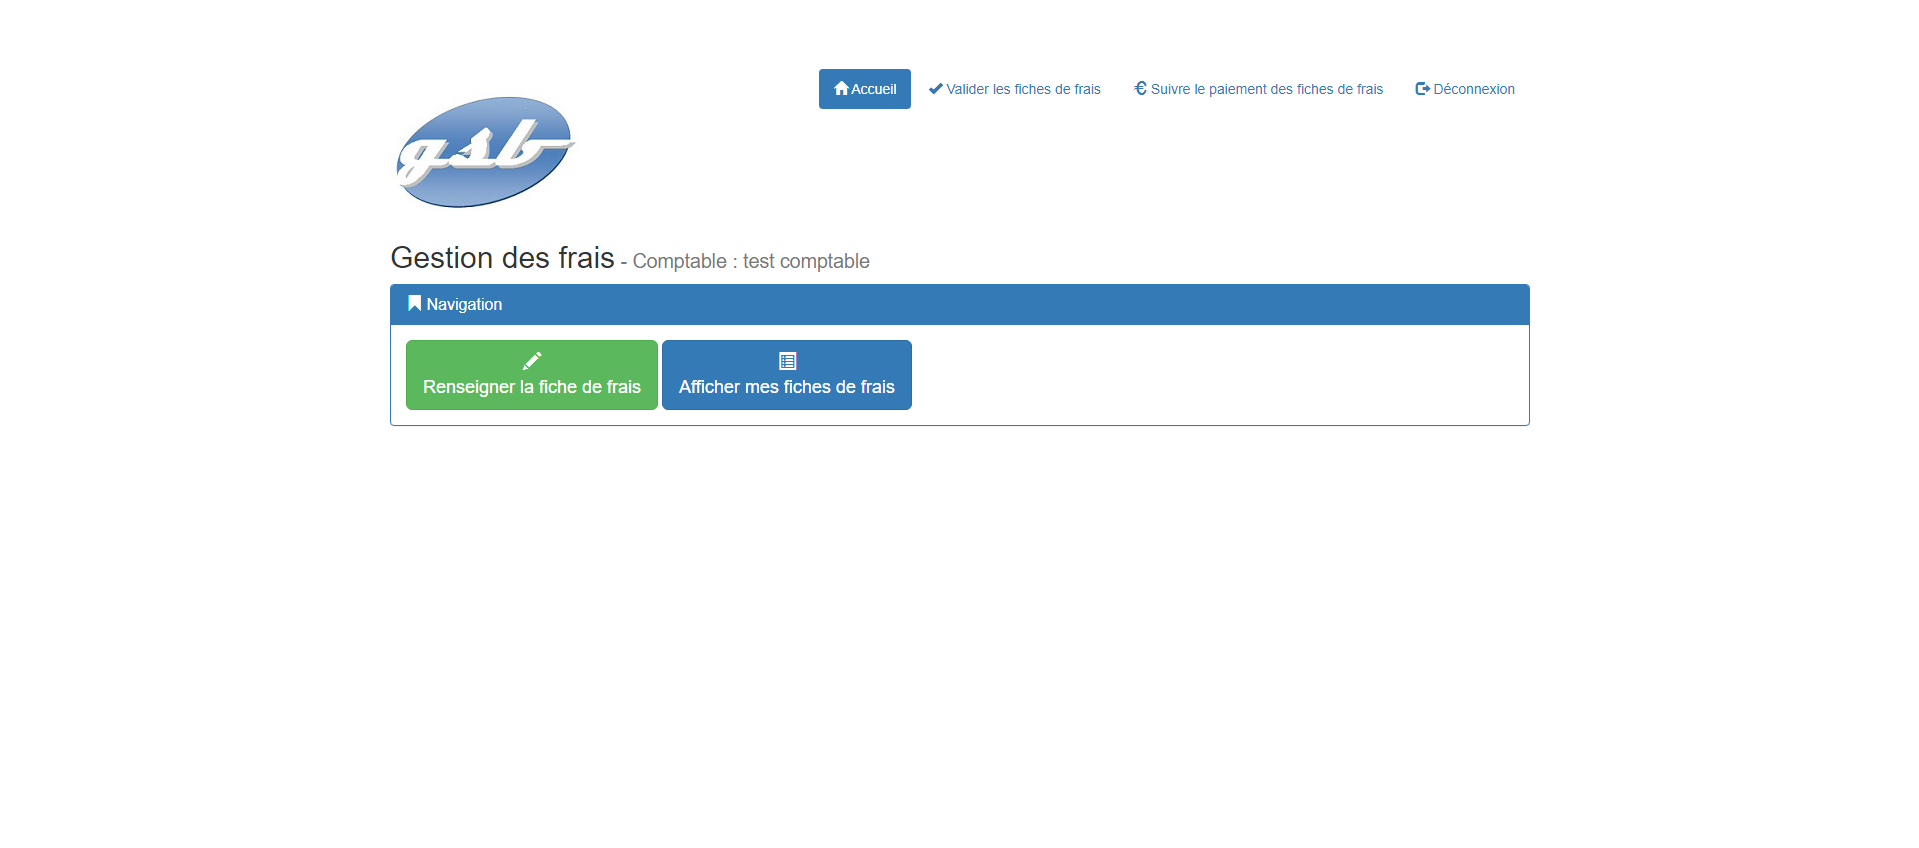 Accueil Valider les fiches de frais € Suivre le paiement des fiches de frais Déconnexion
gsb
Gestion des frais - Comptable : test comptable
Navigation
Renseigner la fiche de frais Afficher mes fiches de frais